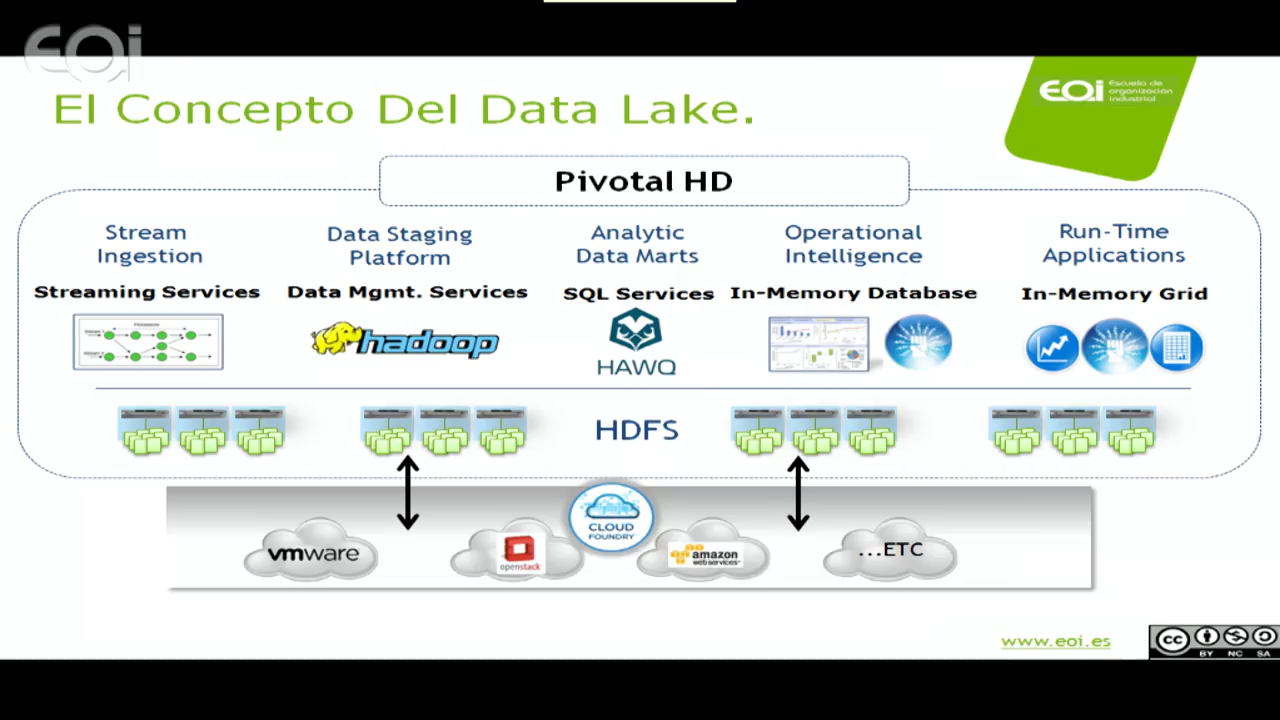 EOi
El Concepto Del Data Lake.
EOi Escuela de
organización
industrial
Pivotal HD
Stream
Ingestion
Data Staging
Platform
Analytic
Data Marts
Operational
Intelligence
Run-Time
Applications
Streaming Services
Data Mgmt. Services
SQL Services
In-Memory Database
In-Memory Grid
hadoop
HAWQ
HDFS
CLOUD
FOUNDRY
vmware
openstack
amazon
web services
...ETC
www.eoi.es
cc
BY NC SA